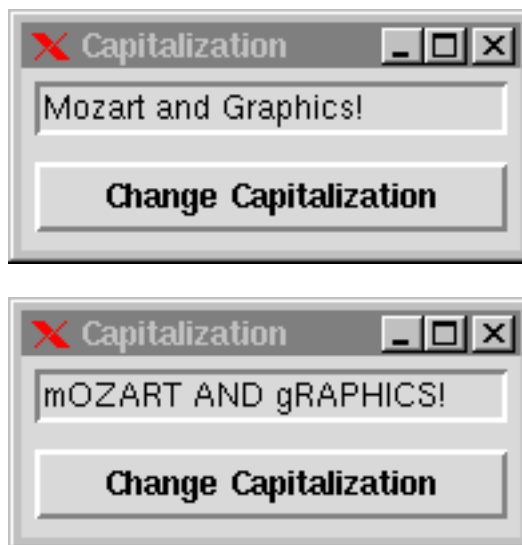 Capitalization
Mozart and Graphics!
Change Capitalization
Capitalization
mOZART AND gRAPHICS!
Change Capitalization